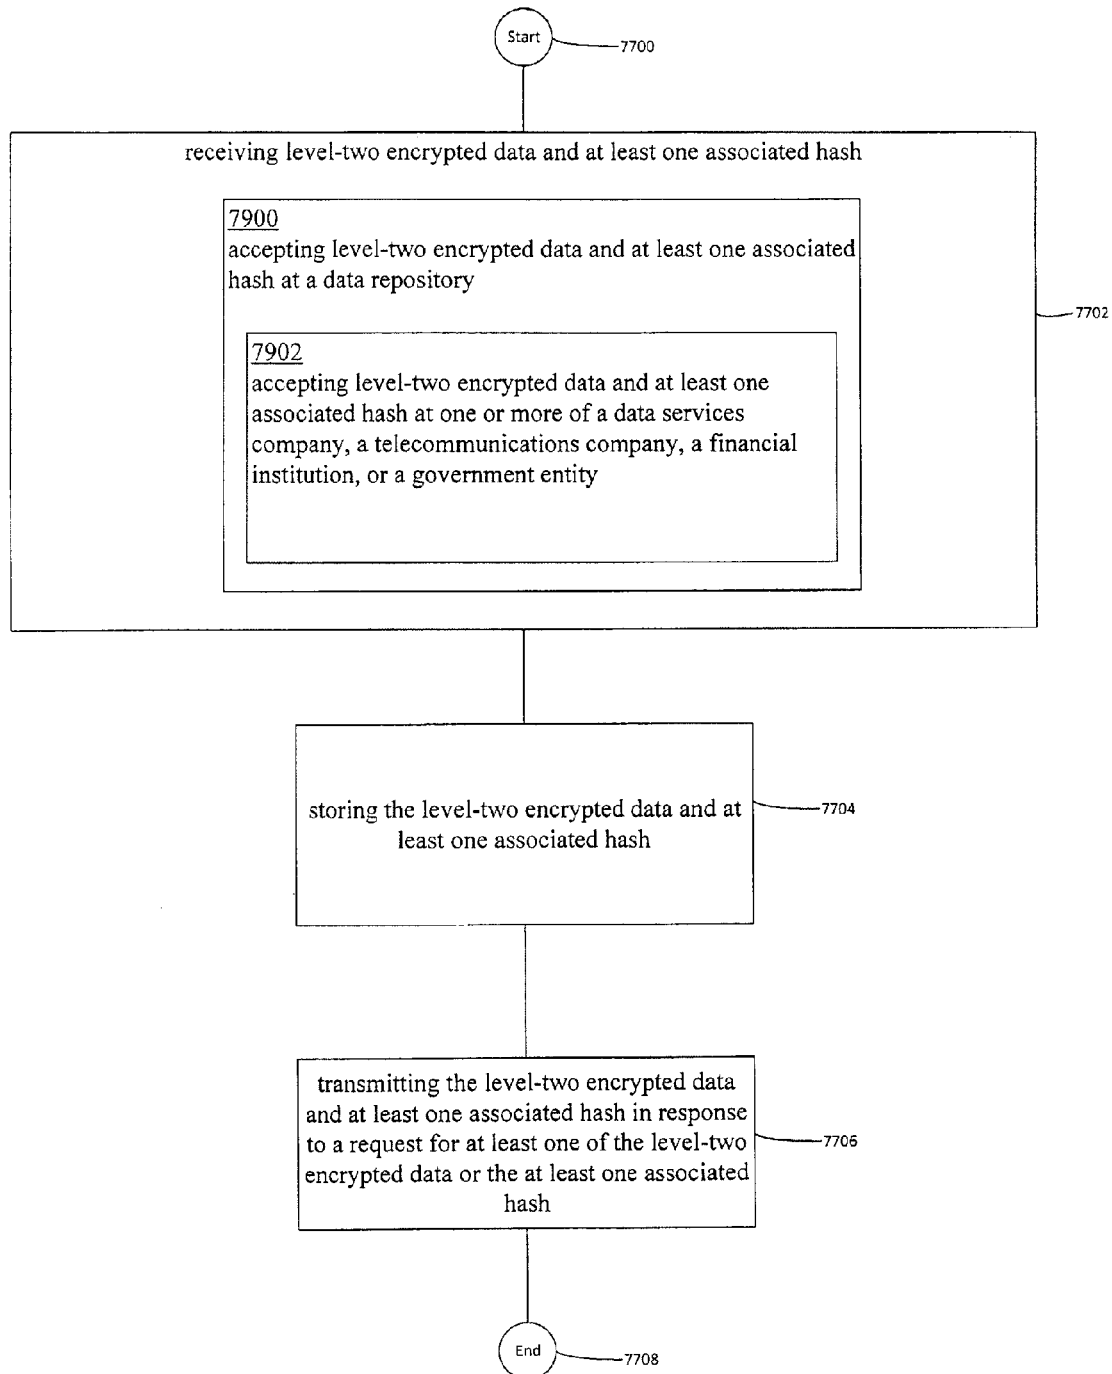 Start
7700
receiving level-two encrypted data and at least one associated hash
7900
accepting level-two encrypted data and at least one associated
hash at a data repository
7702
7902
accepting level-two encrypted data and at least one
associated hash at one or more of a data services
company, a telecommunications company, a financial
institution, or a government entity
storing the level-two encrypted data and at
least one associated hash
7704
transmitting the level-two encrypted data
and at least one associated hash in response
to a request for at least one of the level-two
encrypted data or the at least one associated
hash
7706
End
7708